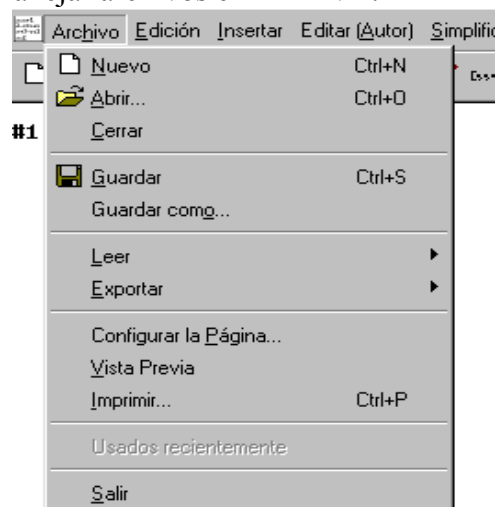 Archivo Edición Insertar Editar (Autor) Simplific
Nuevo Ctrl+N
Abrir... Ctrl+O
#1
Cerrar
Guardar Ctrl+S
Guardar como...
Leer
Exportar
Configurar la Página...
Vista Previa
Imprimir... Ctrl+P
Usados recientemente
Salir